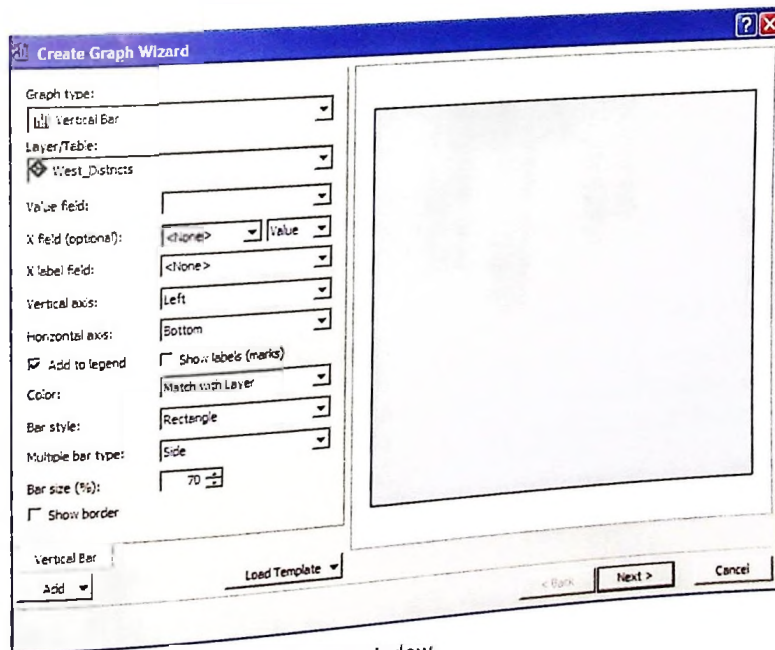 Create Graph Wizard
Graph type:
Vertical Bar
Layer/Table:
West_Districts
Value field:
X field (optional): <None> Value
X label field: <None>
Vertical axis: Left
Horizontal axis: Bottom
Add to legend Show labels (marks)
Color: Match with Layer
Bar style: Rectangle
Multiple bar type: Side
Bar size (%): 70
Show border
Vertical Bar
Add Load Template < Back Next > Cancel